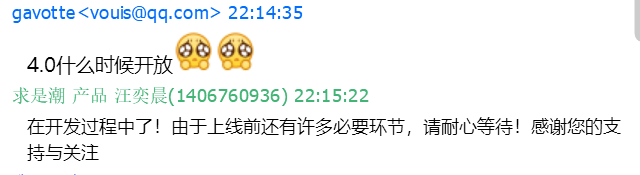 gavotte<vouis@qq.com> 22:14:35
4.0什么时候开放
求是潮 产品 汪奕晨(1406760936) 22:15:22
在开发过程中了！由于上线前还有许多必要环节，请耐心等待！感谢您的支
持与关注